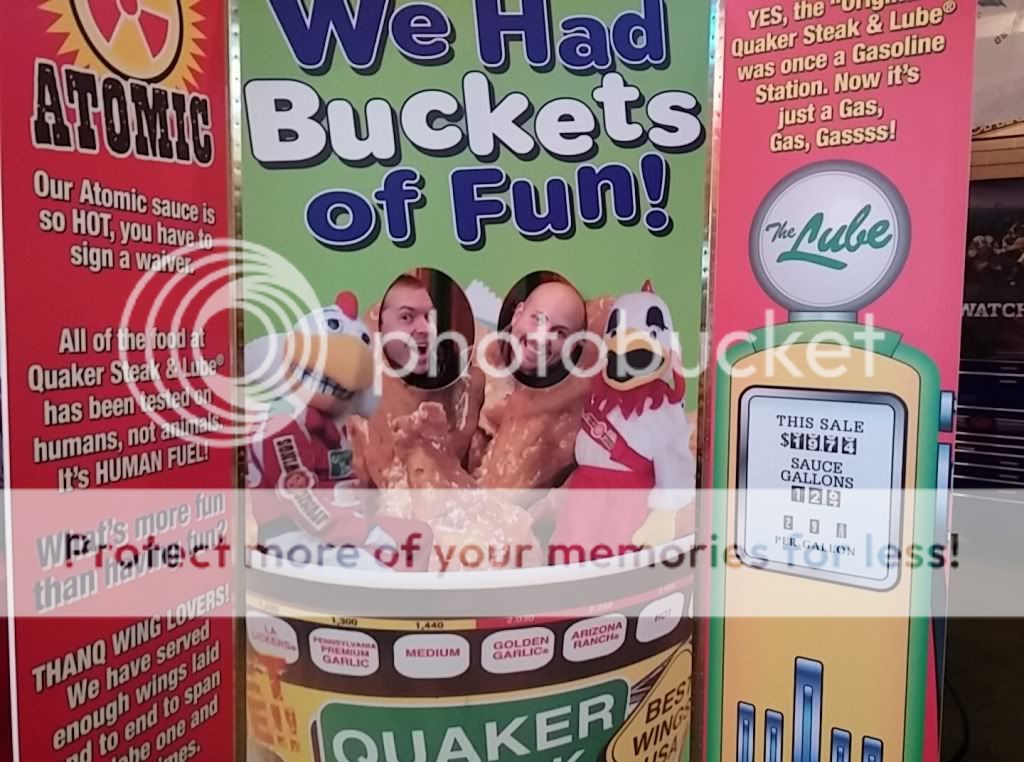 ATOMIC
Our Atomic sauce is
so HOT, you have to
sign a waiver.
All of the food at
Quaker Steak & Lube®
has been tested on
humans, not animals.
It's HUMAN FUEL!
What's more fun
than having fun?
THANQ WING LOVERS!
We have served
enough wings laid
end to end to span
We Had
Buckets
of Fun!
YES, the "Original"
Quaker Steak & Lube®
was once a Gasoline
Station. Now it's
just a Gas,
Gas, Gassss!
The Lube
THIS SALE
SAUCE
GALLONS
PER GALLON
WATCH
photobucket
Protect more of your memories for less!
1,300 1,440
PENNSYLVANIA
PREMIUM
GARLIC
MEDIUM
GOLDEN
GARLIC®
ARIZONA
RANCH®
HOT
QUAKER
BEST
WINGS
USA